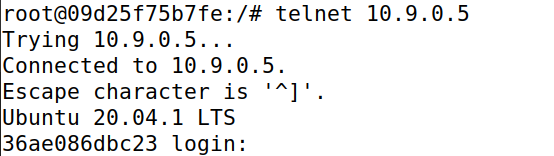 root@09d25f75b7fe:/# telnet 10.9.0.5
Trying 10.9.0.5...
Connected to 10.9.0.5.
Escape character is '^]'.
Ubuntu 20.04.1 LTS
36ae086dbc23 login: